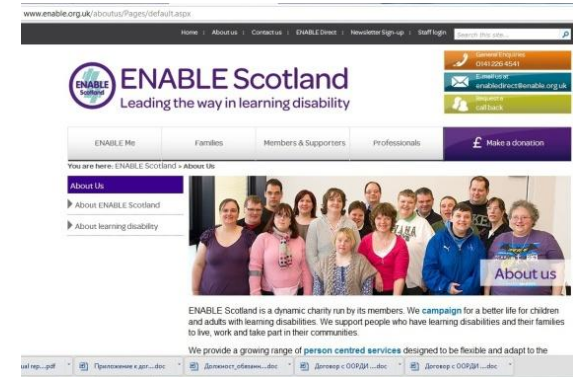 www.enable.org.uk/aboutus/Pages/default.aspx
Home | About us | Contact us | ENABLE Direct | Newsletter Sign-up | Staff login
Search this site...
General Enquiries
0141 226 4541
E-mail us at
enabledirect@enable.org.uk
Request a
call back
ENABLE
Scotland
ENABLE Scotland
Leading the way in learning disability
ENABLE Me
Families
Members & Supporters
Professionals
£ Make a donation
You are here: ENABLE Scotland » About Us
About Us
About ENABLE Scotland
About learning disability
About us
ENABLE Scotland is a dynamic charity run by its members. We campaign for a better life for children
and adults with learning disabilities. We support people who have learning disabilities and their families
to live, work and take part in their communities.
We provide a growing range of person centred services designed to be flexible and adapt to the
ual rep....pdf
Приложение к дог....doc
Должност_обязанн....doc
Договор с ООРДИ ....doc
Договор с ООРДИ ....doc